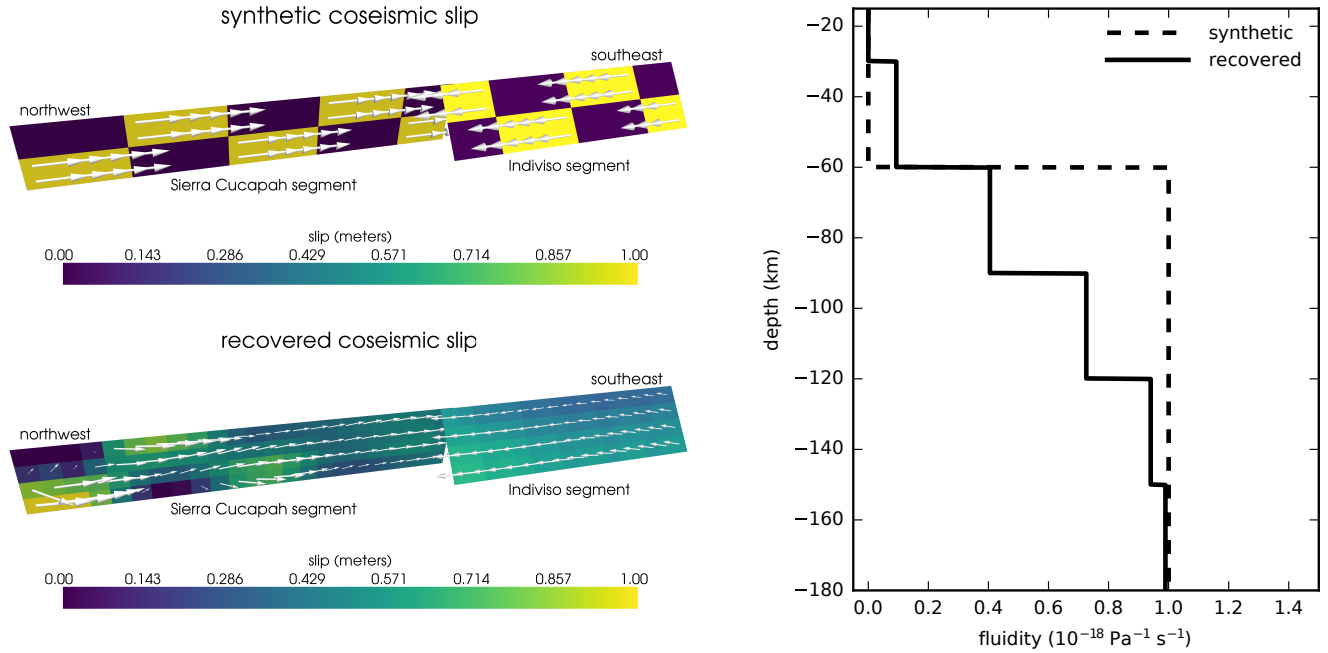 synthetic coseismic slip
southeast
northwest
Indiviso segment
Sierra Cucapah segment
slip (meters)
0.00 0.143 0.286 0.429 0.571 0.714 0.857 1.00
recovered coseismic slip
southeast
northwest
Indiviso segment
Sierra Cucapah segment
slip (meters)
0.00 0.143 0.286 0.429 0.571 0.714 0.857 1.00
synthetic
recovered
−20
−40
−60
−80
−100
−120
−140
−160
−180
depth (km)
0.0 0.2 0.4 0.6 0.8 1.0 1.2 1.4
fluidity (10⁻¹⁸ Pa⁻¹ s⁻¹)